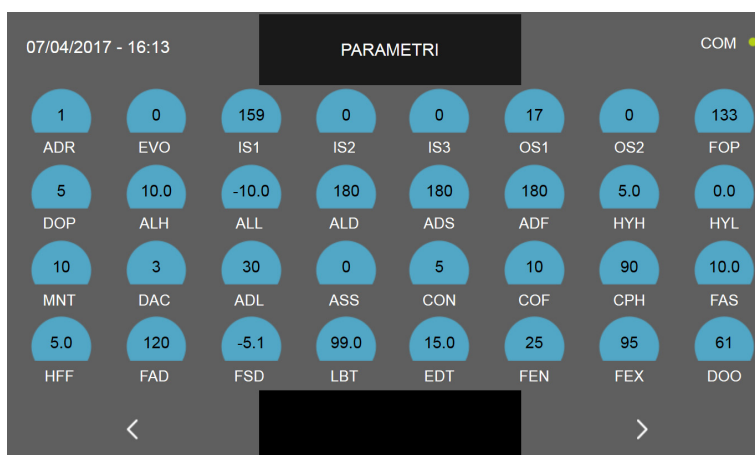 07/04/2017 - 16:13 PARAMETRI COM
1 0 159 0 0 17 0 133
ADR EVO IS1 IS2 IS3 OS1 OS2 FOP
5 10.0 -10.0 180 180 180 5.0 0.0
DOP ALH ALL ALD ADS ADF HYH HYL
10 3 30 0 5 10 90 10.0
MNT DAC ADL ASS CON COF CPH FAS
5.0 120 -5.1 99.0 15.0 25 95 61
HFF FAD FSD LBT EDT FEN FEX DOO